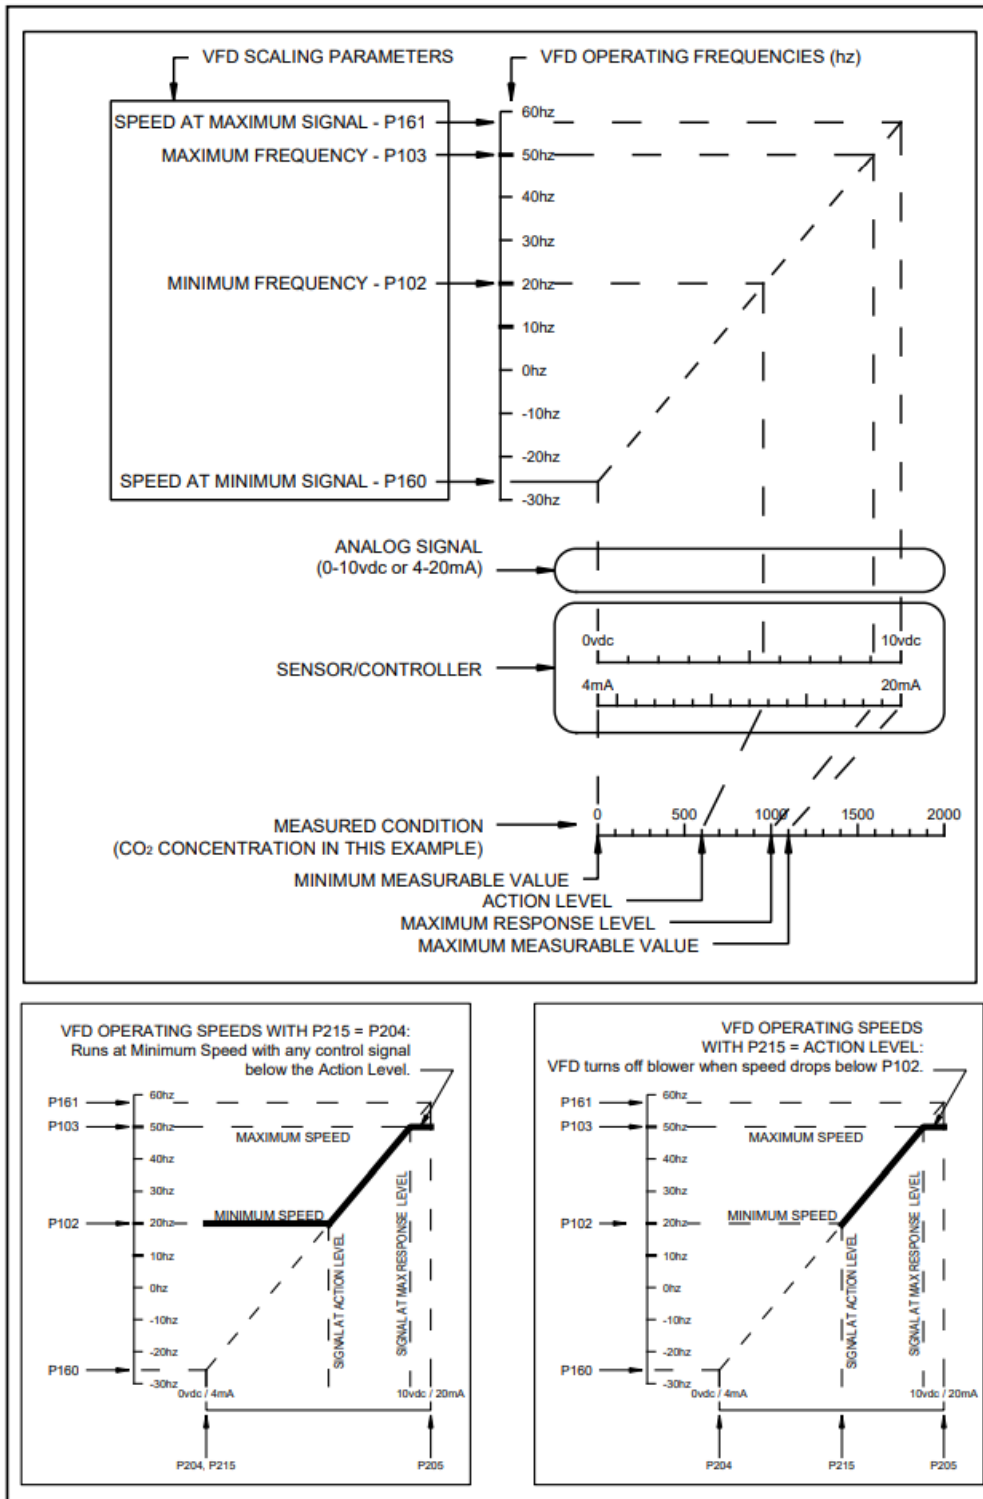 VFD SCALING PARAMETERS
VFD OPERATING FREQUENCIES (hz)
SPEED AT MAXIMUM SIGNAL - P161
MAXIMUM FREQUENCY - P103
MINIMUM FREQUENCY - P102
SPEED AT MINIMUM SIGNAL - P160
60hz
50hz
40hz
30hz
20hz
10hz
0hz
-10hz
-20hz
-30hz
ANALOG SIGNAL
(0-10vdc or 4-20mA)
SENSOR/CONTROLLER
0vdc 10vdc
4mA 20mA
0 500 1000 1500 2000
MEASURED CONDITION
(CO2 CONCENTRATION IN THIS EXAMPLE)
MINIMUM MEASURABLE VALUE
ACTION LEVEL
MAXIMUM RESPONSE LEVEL
MAXIMUM MEASURABLE VALUE
VFD OPERATING SPEEDS WITH P215 = P204:
Runs at Minimum Speed with any control signal
below the Action Level.
P161
P103
P102
P160
60hz
50hz
40hz
30hz
20hz
10hz
0hz
-10hz
-20hz
-30hz
MAXIMUM SPEED
MINIMUM SPEED
SIGNAL AT ACTION LEVEL
SIGNAL AT MAX RESPONSE LEVEL
0vdc / 4mA
10vdc / 20mA
P204, P215
P205
VFD OPERATING SPEEDS
WITH P215 = ACTION LEVEL:
VFD turns off blower when speed drops below P102.
P161
P103
P102
P160
60hz
50hz
40hz
30hz
20hz
10hz
0hz
-10hz
-20hz
-30hz
MAXIMUM SPEED
MINIMUM SPEED
SIGNAL AT ACTION LEVEL
SIGNAL AT MAX RESPONSE LEVEL
0vdc / 4mA
10vdc / 20mA
P204
P215
P205